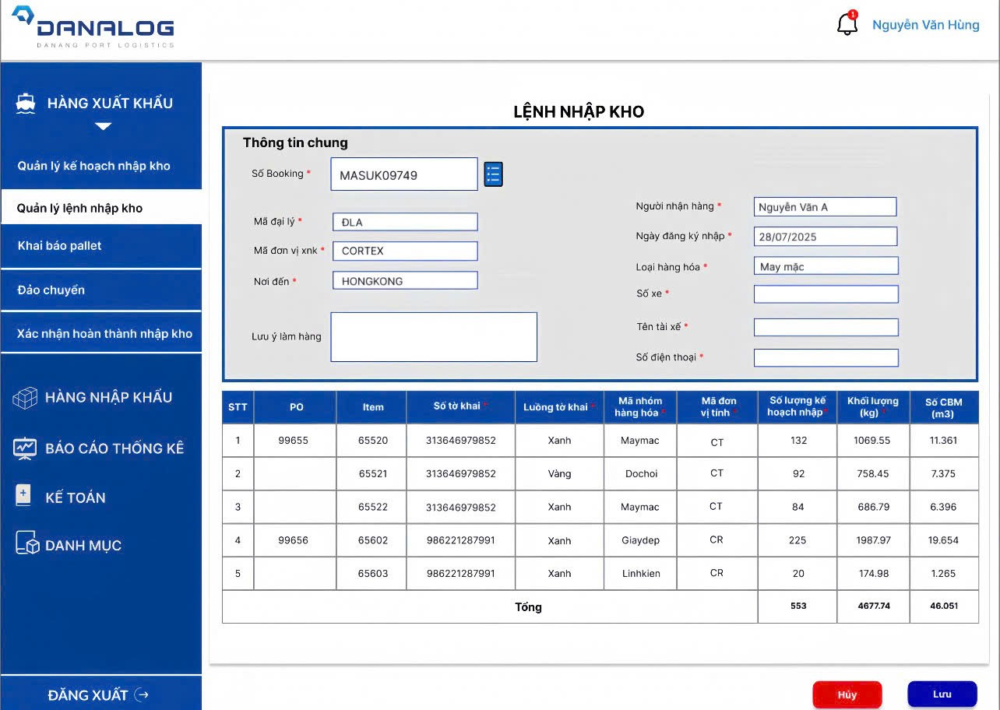 DANALOG
DANANG PORT LOGISTICS
1
Nguyễn Văn Hùng
HÀNG XUẤT KHẨU
Quản lý kế hoạch nhập kho
Quản lý lệnh nhập kho
Khai báo pallet
Đảo chuyển
Xác nhận hoàn thành nhập kho
HÀNG NHẬP KHẨU
BÁO CÁO THỐNG KÊ
KẾ TOÁN
DANH MỤC
ĐĂNG XUẤT
LỆNH NHẬP KHO
Thông tin chung
Số Booking * MASUK09749
Mã đại lý * ĐLA
Mã đơn vị xnk * CORTEX
Nơi đến * HONGKONG
Lưu ý làm hàng
Người nhận hàng * Nguyễn Văn A
Ngày đăng ký nhập * 28/07/2025
Loại hàng hóa * May mặc
Số xe *
Tên tài xế *
Số điện thoại *
STT PO Item Số tờ khai * Luồng tờ khai * Mã nhóm hàng hóa * Mã đơn vị tính * Số lượng kế hoạch nhập * Khối lượng (kg) * Số CBM (m3)
1 99655 65520 313646979852 Xanh Maymac CT 132 1069.55 11.361
2 65521 313646979852 Vàng Dochoi CT 92 758.45 7.375
3 65522 313646979852 Xanh Maymac CT 84 686.79 6.396
4 99656 65602 986221287991 Xanh Giaydep CR 225 1987.97 19.654
5 65603 986221287991 Xanh Linhkien CR 20 174.98 1.265
Tổng 553 4677.74 46.051
Hủy
Lưu